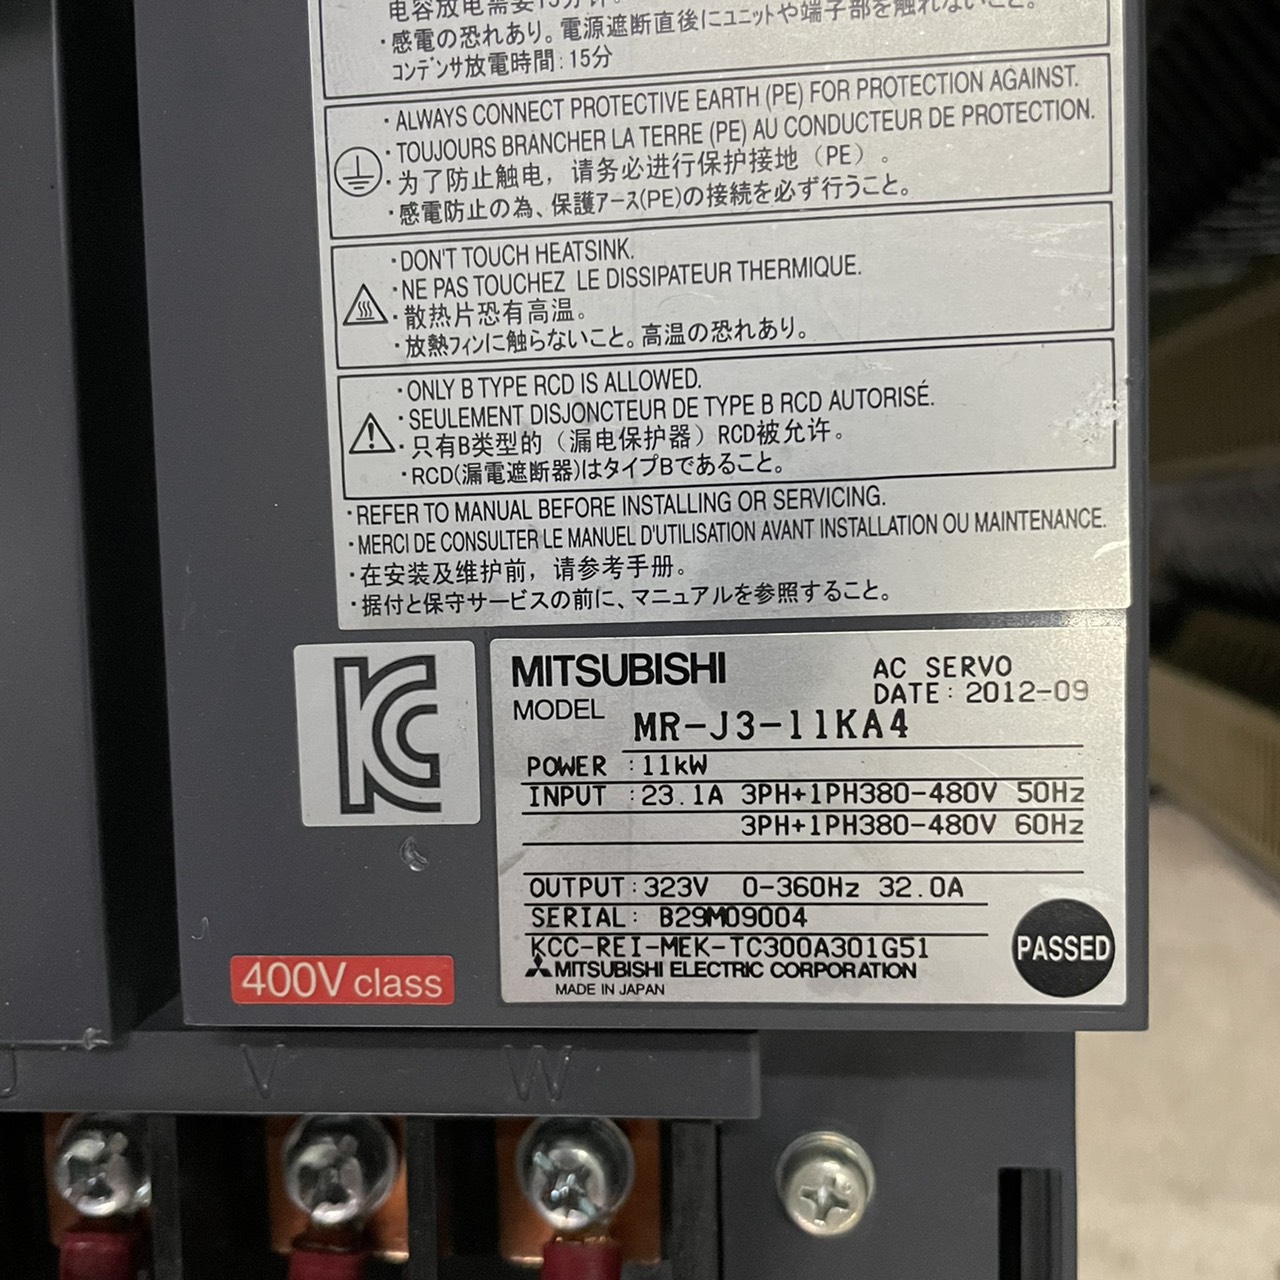 电容放电需要15分钟。
・感電の恐れあり。電源遮断直後にユニットや端子部を触れないこと。
コンデンサ放電時間:15分
・ALWAYS CONNECT PROTECTIVE EARTH (PE) FOR PROTECTION AGAINST.
・TOUJOURS BRANCHER LA TERRE (PE) AU CONDUCTEUR DE PROTECTION.
・为了防止触电，请务必进行保护接地（PE）。
・感電防止の為、保護アース(PE)の接続を必ず行うこと。
・DON'T TOUCH HEATSINK.
・NE PAS TOUCHEZ LE DISSIPATEUR THERMIQUE.
・散热片恐有高温。
・放熱フィンに触らないこと。高温の恐れあり。
・ONLY B TYPE RCD IS ALLOWED.
・SEULEMENT DISJONCTEUR DE TYPE B RCD AUTORISÉ.
・只有B类型的（漏电保护器）RCD被允许。
・RCD(漏電遮断器)はタイプBであること。
・REFER TO MANUAL BEFORE INSTALLING OR SERVICING.
・MERCI DE CONSULTER LE MANUEL D'UTILISATION AVANT INSTALLATION OU MAINTENANCE.
・在安装及维护前，请参考手册。
・据付と保守サービスの前に、マニュアルを参照すること。
MITSUBISHI AC SERVO
DATE: 2012-09
MODEL MR-J3-11KA4
POWER :11kW
INPUT :23.1A 3PH+1PH380-480V 50Hz
3PH+1PH380-480V 60Hz
OUTPUT:323V 0-360Hz 32.0A
SERIAL: B29M09004
KCC-REI-MEK-TC300A301G51
MITSUBISHI ELECTRIC CORPORATION
MADE IN JAPAN
PASSED
400V class
V W